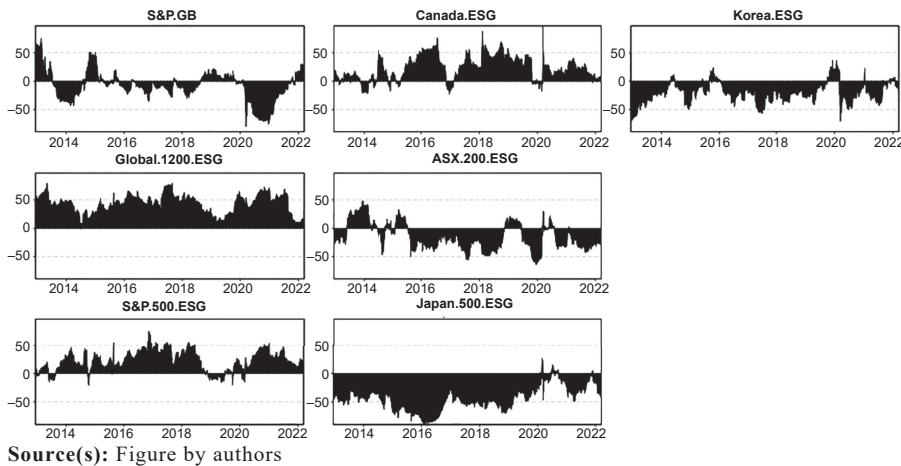 S&P.GB Canada.ESG Korea.ESG
50 50 50
0 0 0
−50 −50 −50
2014 2016 2018 2020 2022 2014 2016 2018 2020 2022 2014 2016 2018 2020 2022
Global.1200.ESG ASX.200.ESG
50 50
0 0
−50 −50
2014 2016 2018 2020 2022 2014 2016 2018 2020 2022
S&P.500.ESG Japan.500.ESG
50 50
0 0
−50 −50
2014 2016 2018 2020 2022 2014 2016 2018 2020 2022
Source(s): Figure by authors